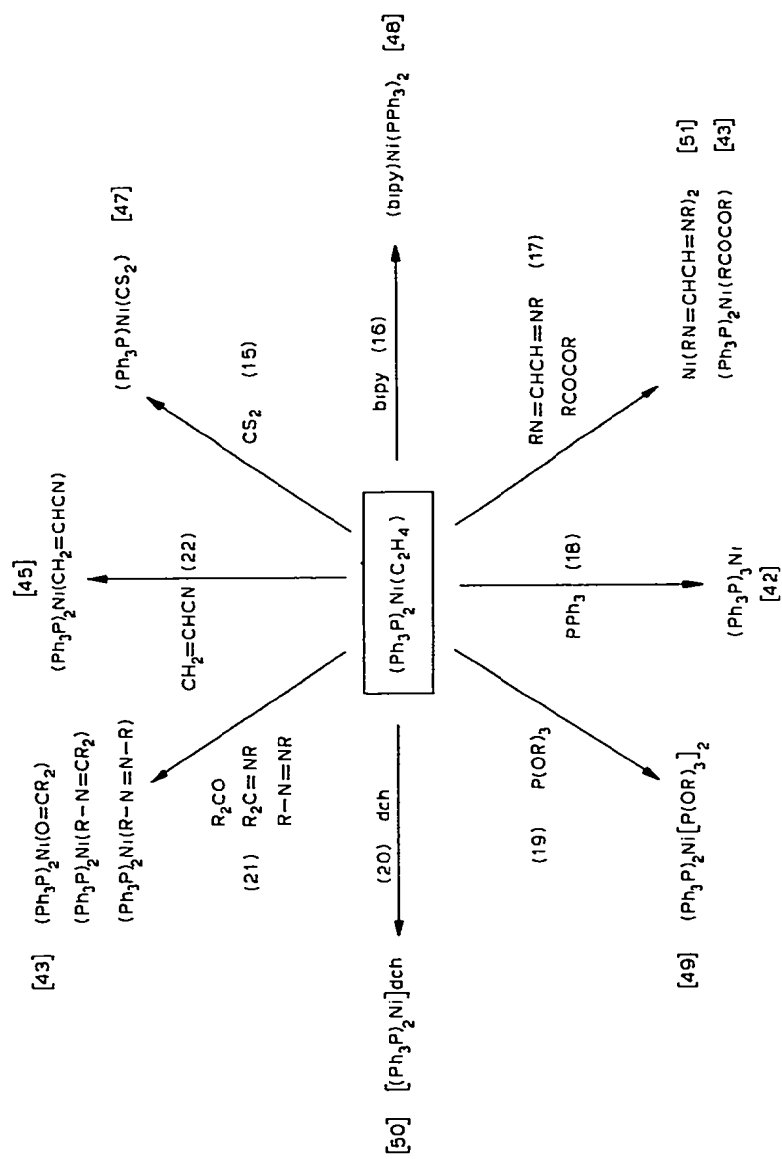 [45]
(Ph₃P)₂Ni(CH₂=CHCN)
[43] (Ph₃P)₂Ni(O=CR₂)
(Ph₃P)₂Ni(R-N=CR₂)
(Ph₃P)₂Ni(R-N=N-R)
(Ph₃P)Ni(CS₂) [47]
CH₂=CHCN (22)
CS₂ (15)
R₂CO
(21) R₂C=NR
R-N=NR
[50] [(Ph₃P)₂Ni]dch
(20) dch
(Ph₃P)₂Ni(C₂H₄)
bipy (16)
(bipy)Ni(PPh₃)₂ [48]
(19) P(OR)₃
PPh₃ (18)
RN=CHCH=NR (17)
RCOCOR
[49] (Ph₃P)₂Ni[P(OR)₃]₂
(Ph₃P)₃Ni
[42]
Ni(RN=CHCH=NR)₂ [51]
(Ph₃P)₂Ni(RCOCOR) [43]